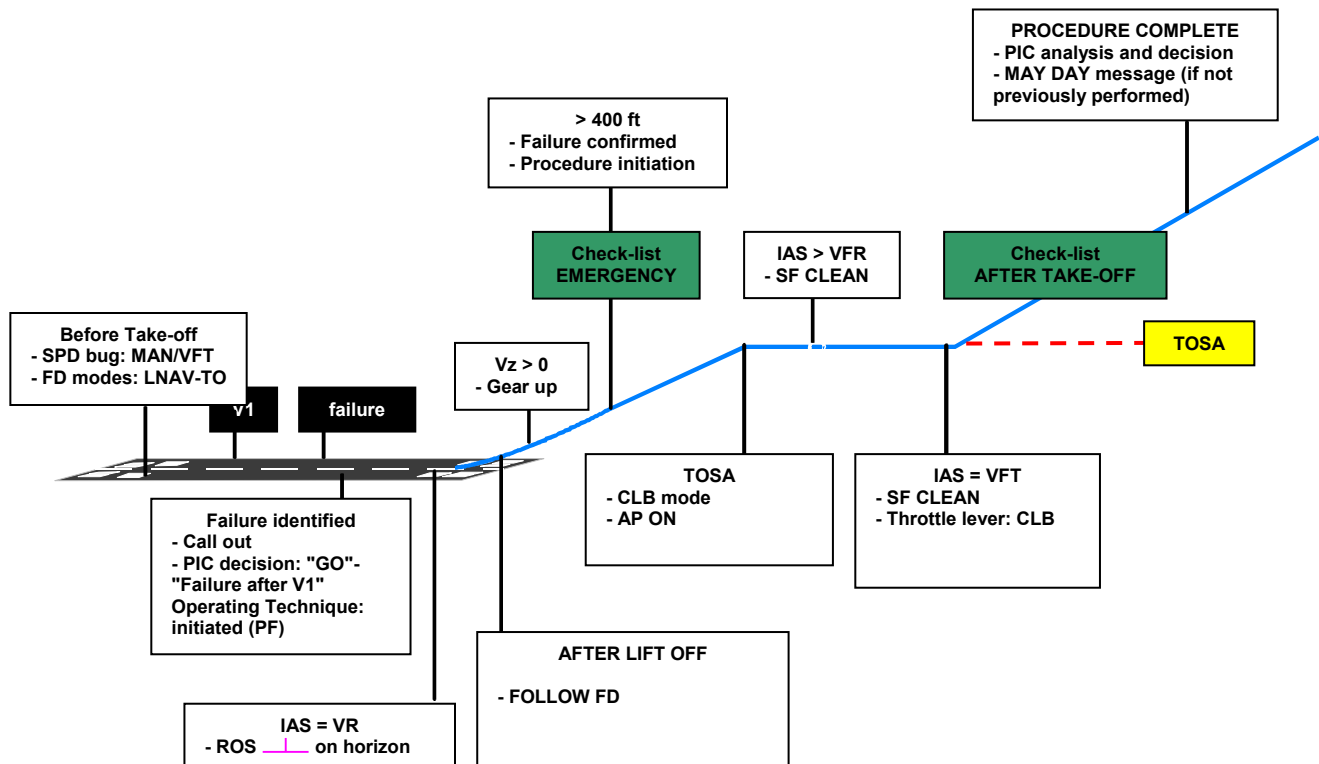 PROCEDURE COMPLETE
- PIC analysis and decision
- MAY DAY message (if not
previously performed)
> 400 ft
- Failure confirmed
- Procedure initiation
Check-list
EMERGENCY
IAS > VFR
- SF CLEAN
Check-list
AFTER TAKE-OFF
Before Take-off
- SPD bug: MAN/VFT
- FD modes: LNAV-TO
Vz > 0
- Gear up
TOSA
v1
failure
TOSA
- CLB mode
- AP ON
IAS = VFT
- SF CLEAN
- Throttle lever: CLB
Failure identified
- Call out
- PIC decision: "GO"-
"Failure after V1"
Operating Technique:
initiated (PF)
AFTER LIFT OFF
- FOLLOW FD
IAS = VR
- ROS on horizon